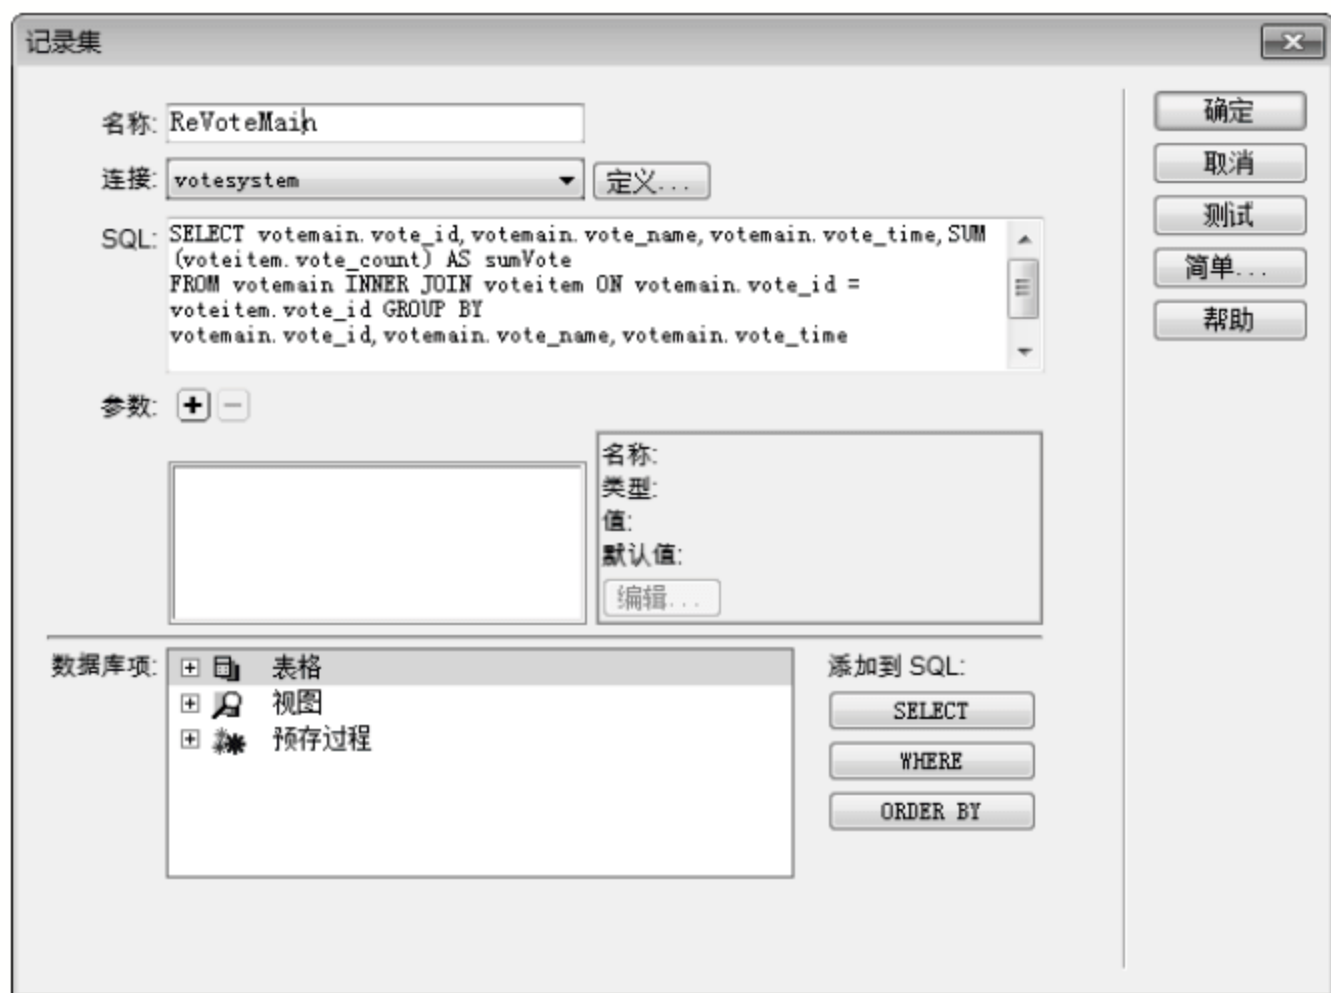 记录集
名称: ReVoteMain
连接: votesystem 定义...
SQL: SELECT votemain.vote_id,votemain.vote_name,votemain.vote_time,SUM
(voteitem.vote_count) AS sumVote
FROM votemain INNER JOIN voteitem ON votemain.vote_id =
voteitem.vote_id GROUP BY
votemain.vote_id,votemain.vote_name,votemain.vote_time
参数:
名称:
类型:
值:
默认值:
编辑...
数据库项:
表格
视图
预存过程
添加到 SQL:
SELECT
WHERE
ORDER BY
确定
取消
测试
简单...
帮助